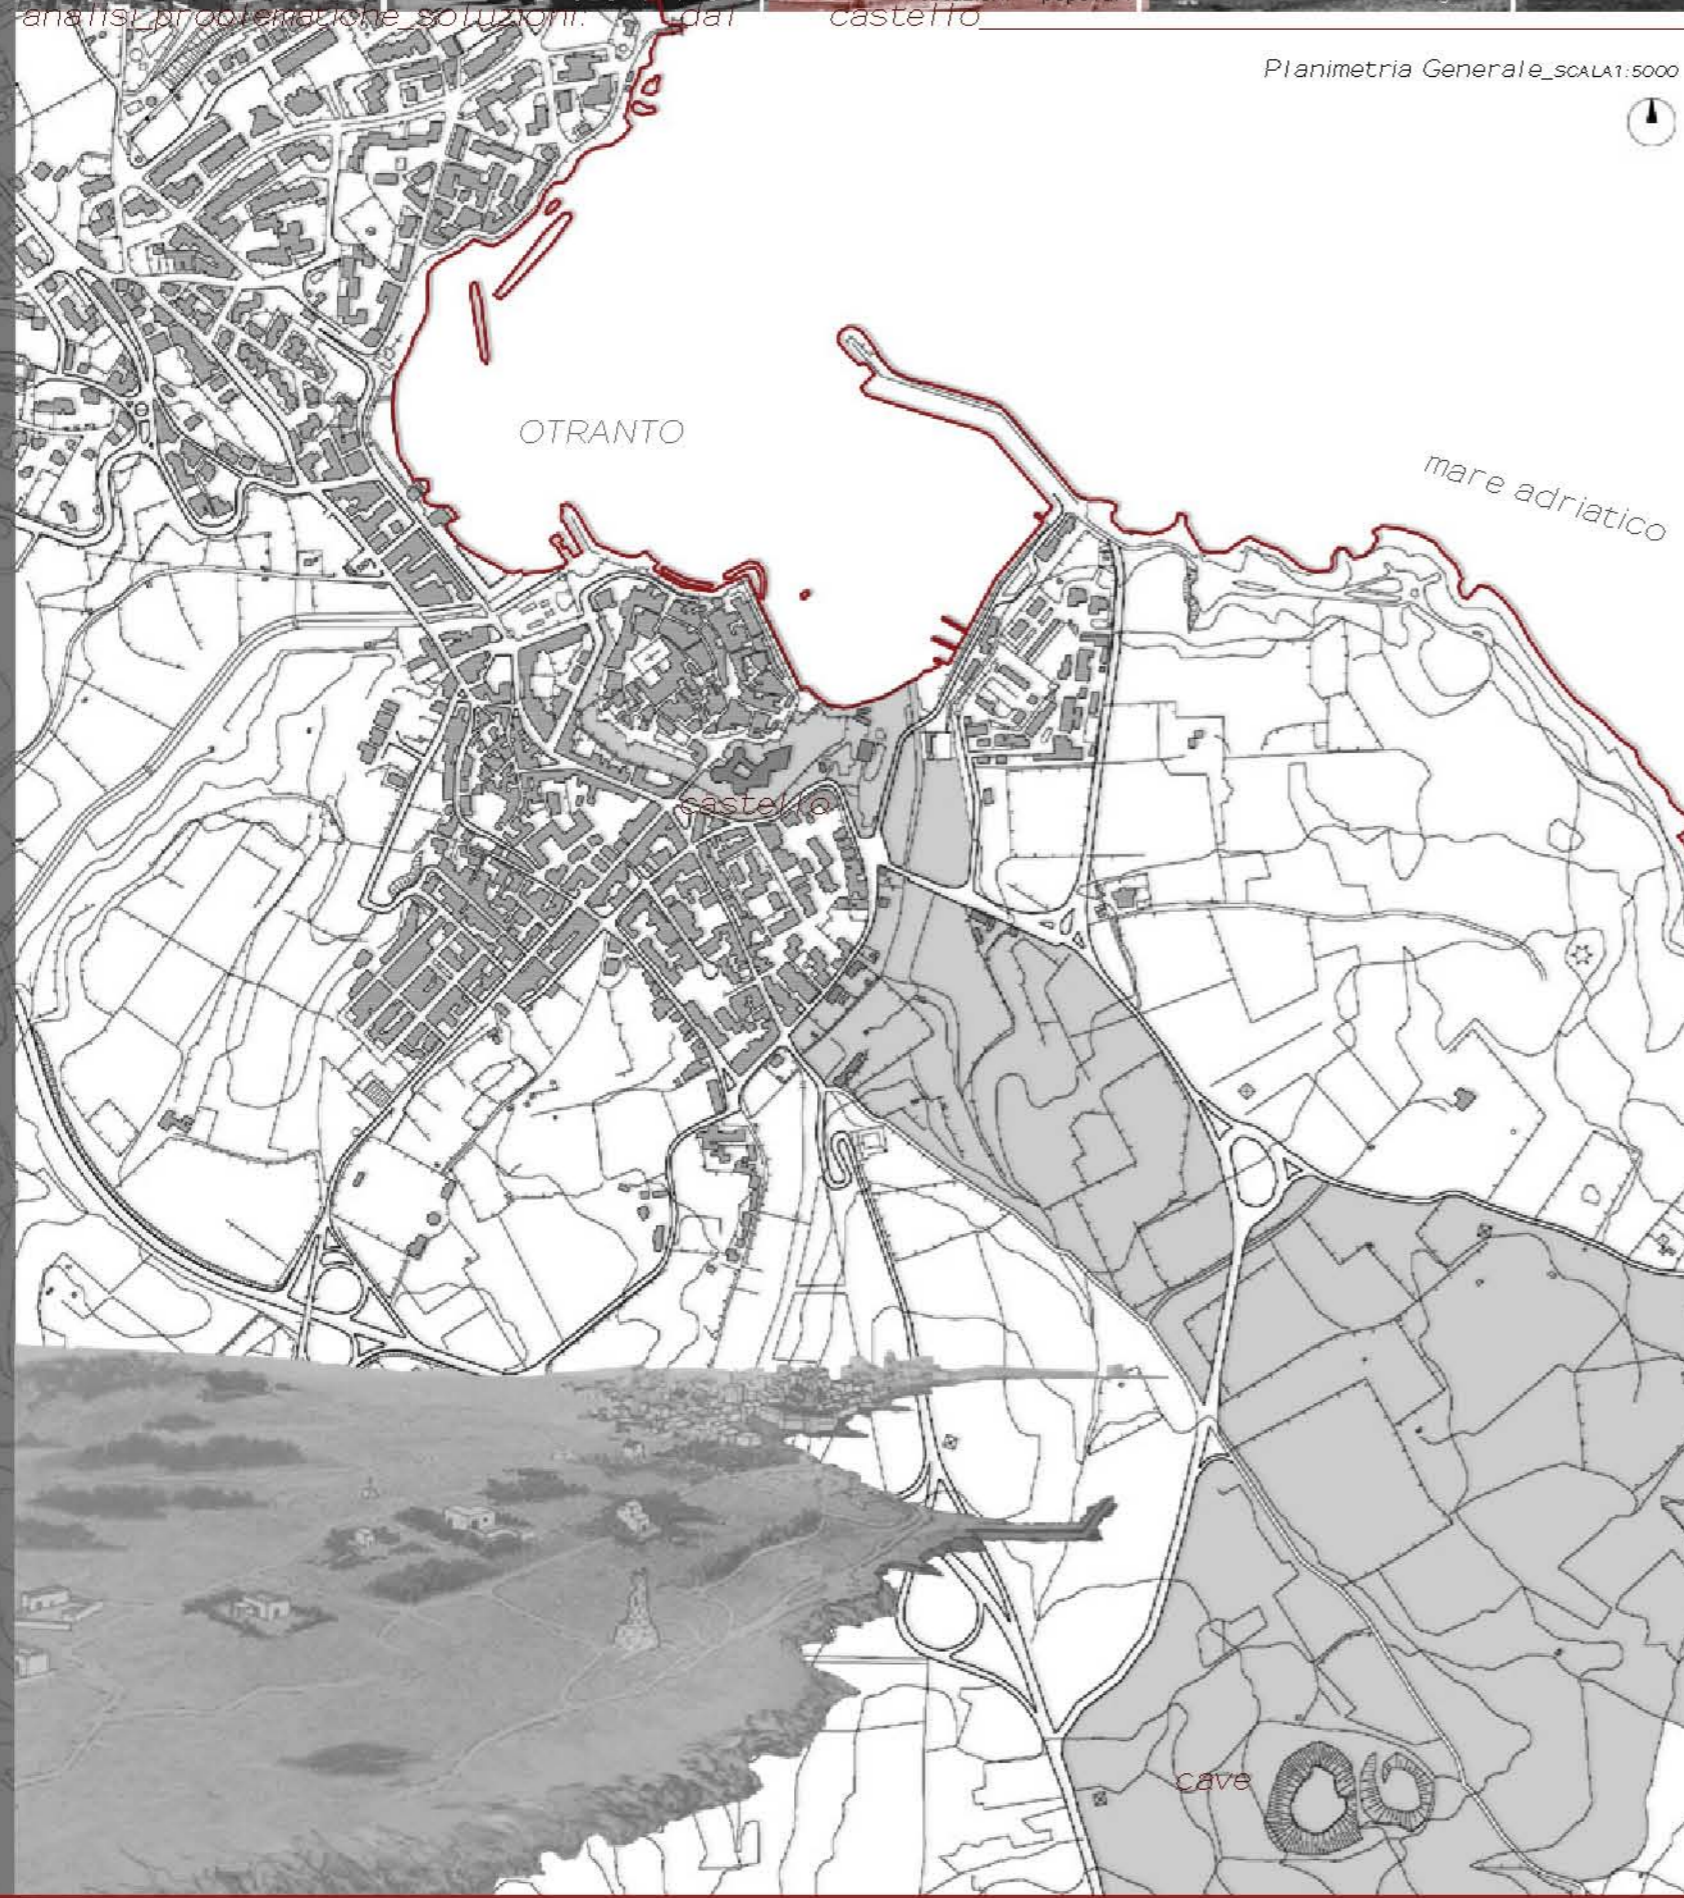 analisi_problematiche_soluzioni: dal castello
Planimetria Generale_SCALA1:5000
OTRANTO
mare adriatico
castello
cave